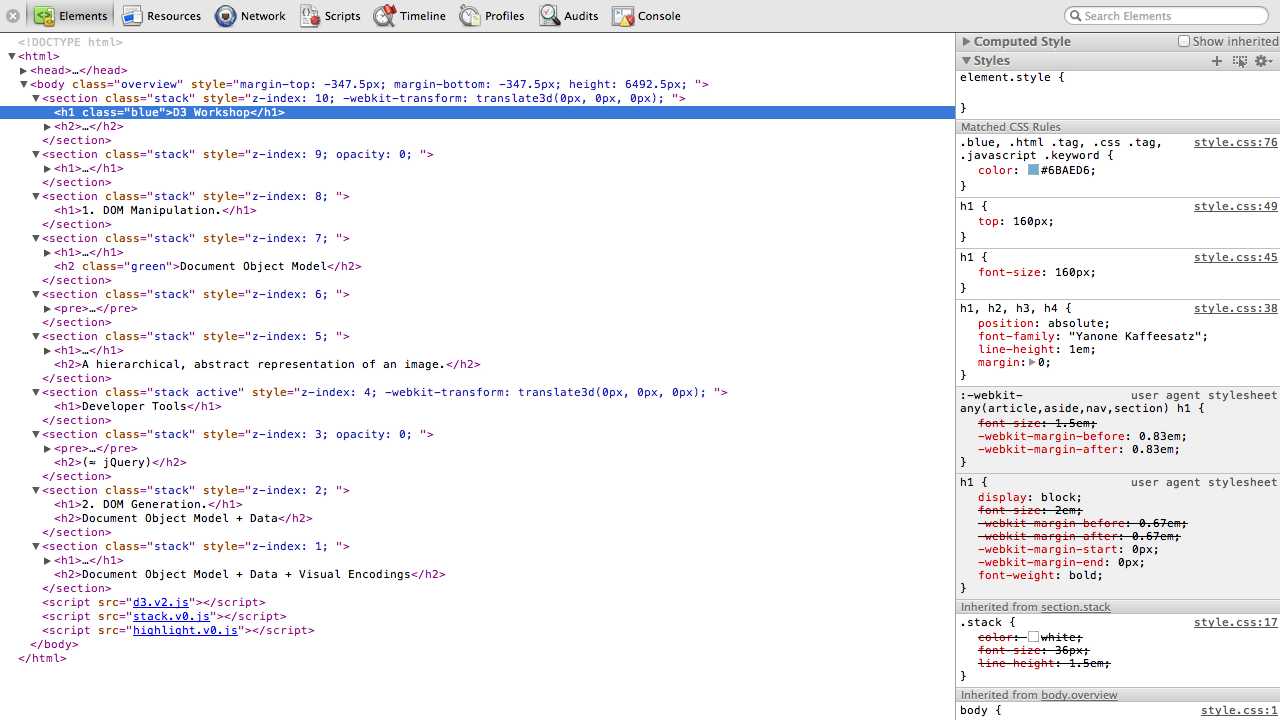 Elements Resources Network Scripts Timeline Profiles Audits Console Search Elements
<!DOCTYPE html>
▼<html>
▶<head>…</head>
▼<body class="overview" style="margin-top: -347.5px; margin-bottom: -347.5px; height: 6492.5px; ">
▼<section class="stack" style="z-index: 10; -webkit-transform: translate3d(0px, 0px, 0px); ">
<h1 class="blue">D3 Workshop</h1>
▶<h2>…</h2>
</section>
▼<section class="stack" style="z-index: 9; opacity: 0; ">
▶<h1>…</h1>
</section>
▼<section class="stack" style="z-index: 8; ">
<h1>1. DOM Manipulation.</h1>
</section>
▼<section class="stack" style="z-index: 7; ">
▶<h1>…</h1>
<h2 class="green">Document Object Model</h2>
</section>
▼<section class="stack" style="z-index: 6; ">
▶<pre>…</pre>
</section>
▼<section class="stack" style="z-index: 5; ">
▶<h1>…</h1>
<h2>A hierarchical, abstract representation of an image.</h2>
</section>
▼<section class="stack active" style="z-index: 4; -webkit-transform: translate3d(0px, 0px, 0px); ">
<h1>Developer Tools</h1>
</section>
▼<section class="stack" style="z-index: 3; opacity: 0; ">
▶<pre>…</pre>
<h2>(≈ jQuery)</h2>
</section>
▼<section class="stack" style="z-index: 2; ">
<h1>2. DOM Generation.</h1>
<h2>Document Object Model + Data</h2>
</section>
▼<section class="stack" style="z-index: 1; ">
▶<h1>…</h1>
<h2>Document Object Model + Data + Visual Encodings</h2>
</section>
<script src="d3.v2.js"></script>
<script src="stack.v0.js"></script>
<script src="highlight.v0.js"></script>
</body>
</html>
▶ Computed Style Show inherited
▼ Styles
element.style {
}
Matched CSS Rules
.blue, .html .tag, .css .tag, style.css:76
.javascript .keyword {
color: #6BAED6;
}
h1 { style.css:49
top: 160px;
}
h1 { style.css:45
font-size: 160px;
}
h1, h2, h3, h4 { style.css:38
position: absolute;
font-family: "Yanone Kaffeesatz";
line-height: 1em;
margin:▶0;
}
:-webkit- user agent stylesheet
any(article,aside,nav,section) h1 {
font-size: 1.5em;
-webkit-margin-before: 0.83em;
-webkit-margin-after: 0.83em;
}
h1 { user agent stylesheet
display: block;
font-size: 2em;
-webkit-margin-before: 0.67em;
-webkit-margin-after: 0.67em;
-webkit-margin-start: 0px;
-webkit-margin-end: 0px;
font-weight: bold;
}
Inherited from section.stack
.stack { style.css:17
color: white;
font-size: 36px;
line-height: 1.5em;
}
Inherited from body.overview
body { style.css:1